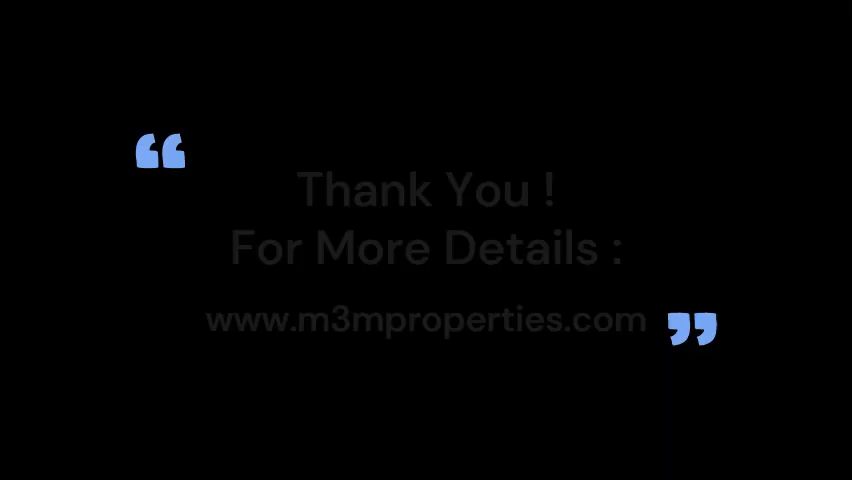 “
Thank You !
For More Details :
www.m3mproperties.com
”